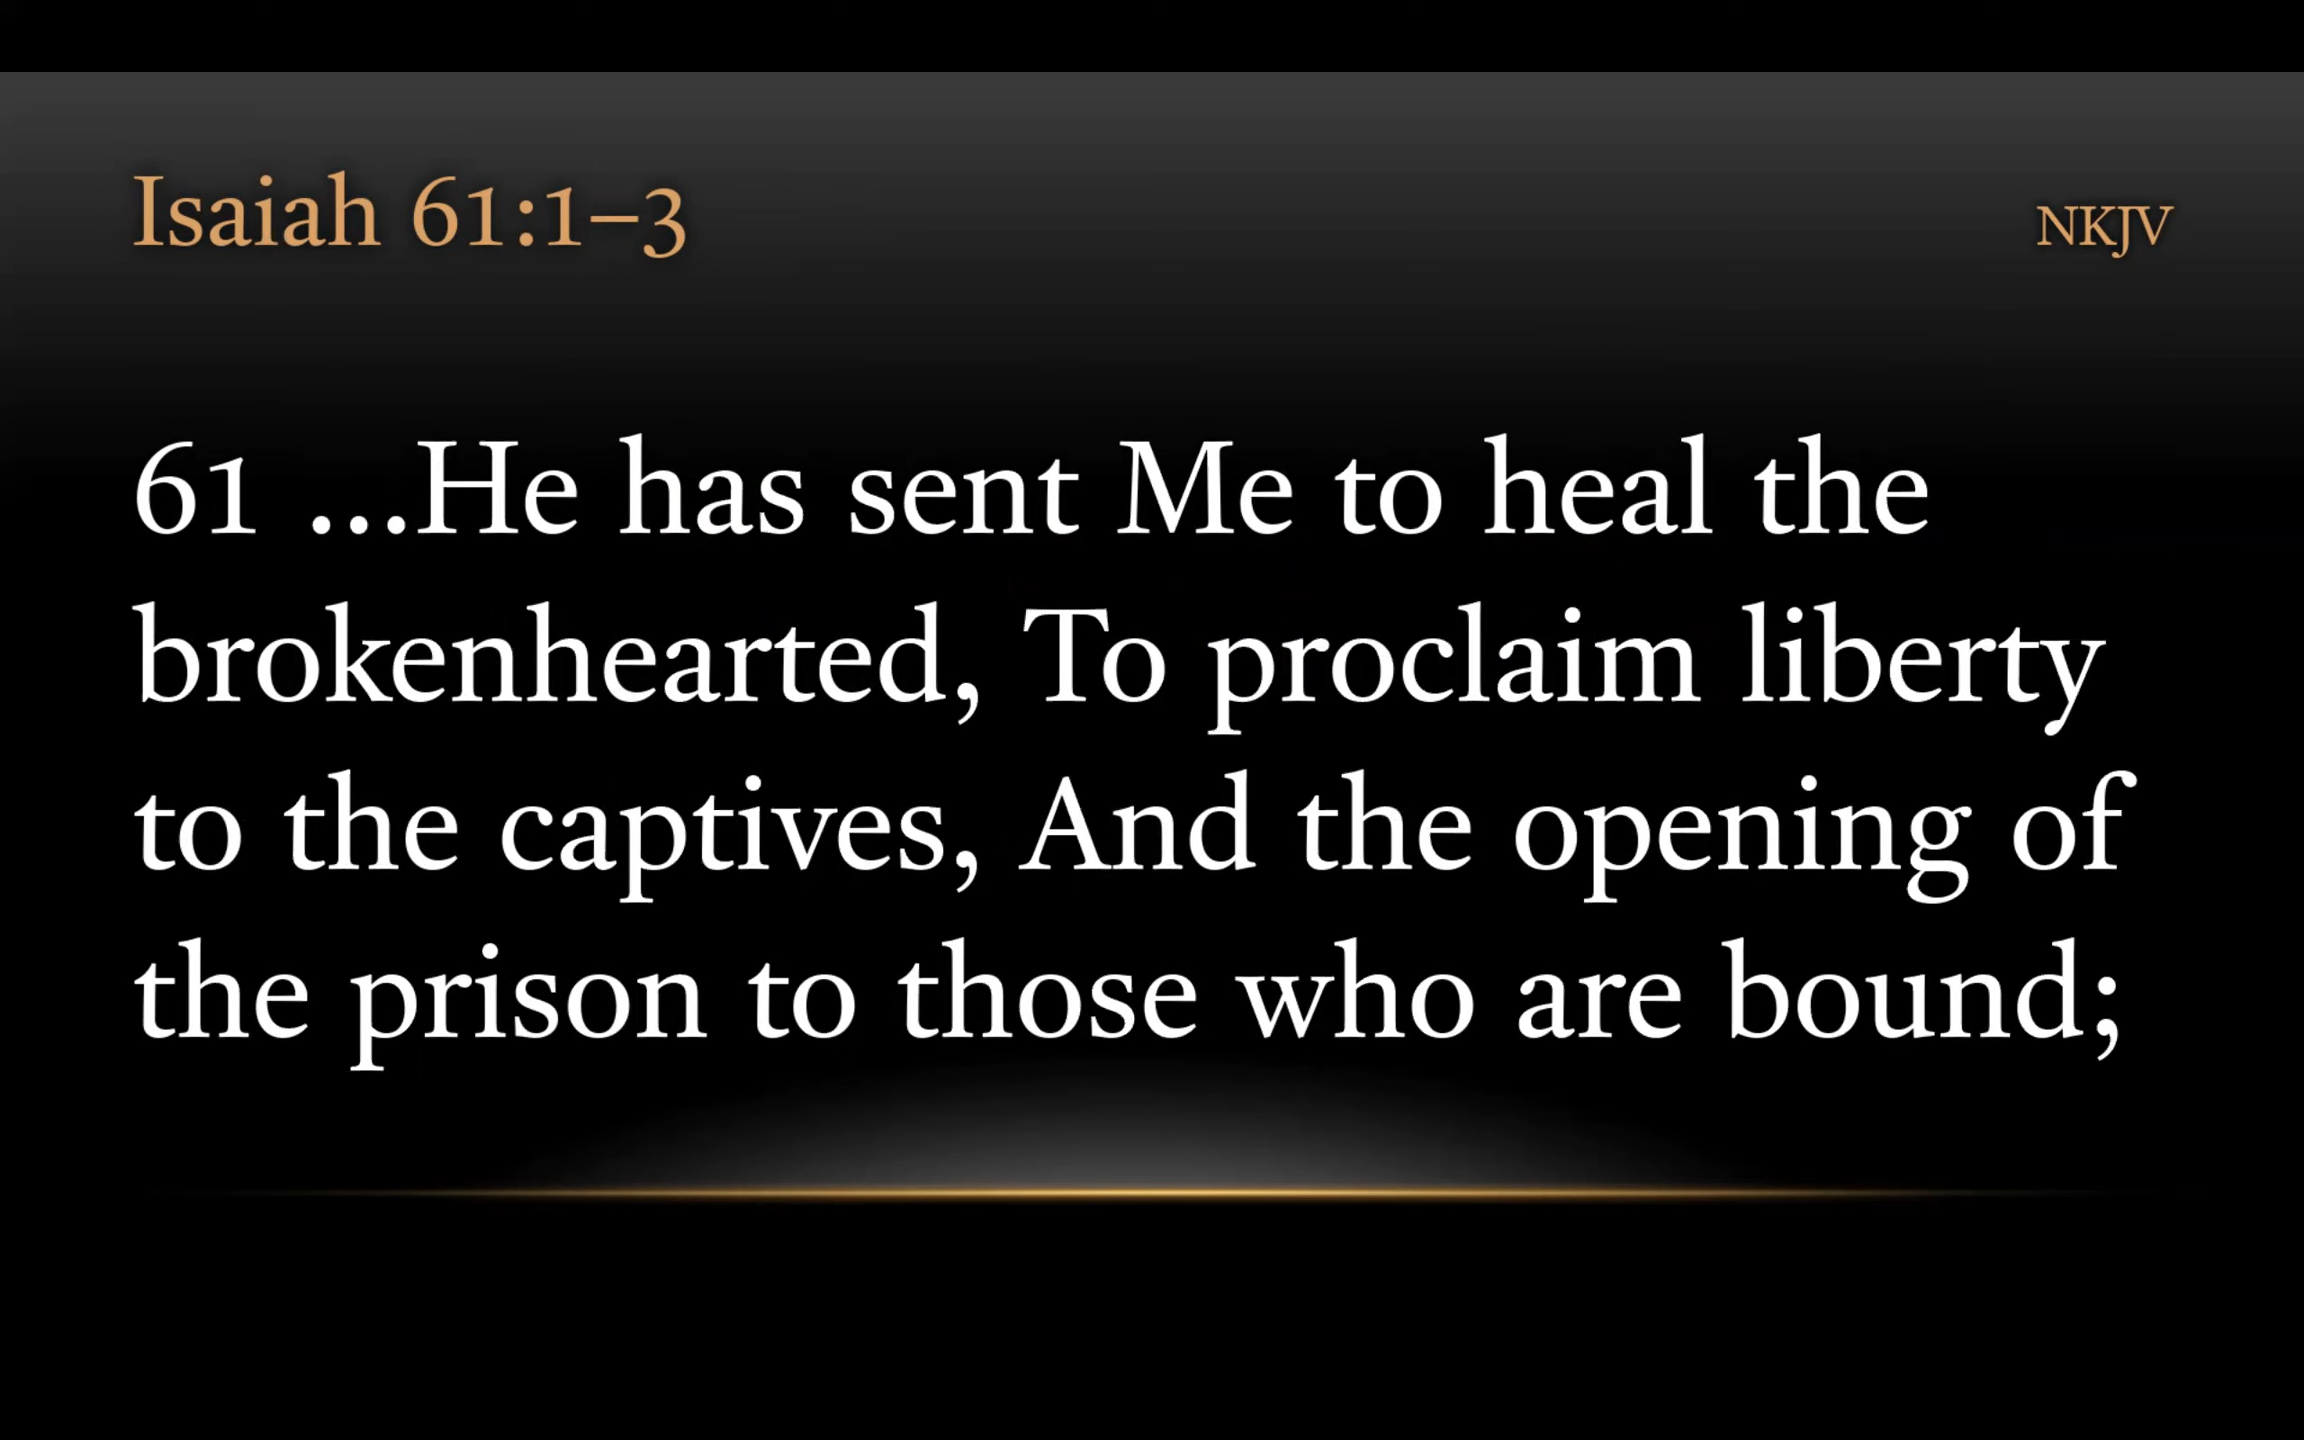 Isaiah 61:1–3
NKJV
61 ...He has sent Me to heal the
brokenhearted, To proclaim liberty
to the captives, And the opening of
the prison to those who are bound;